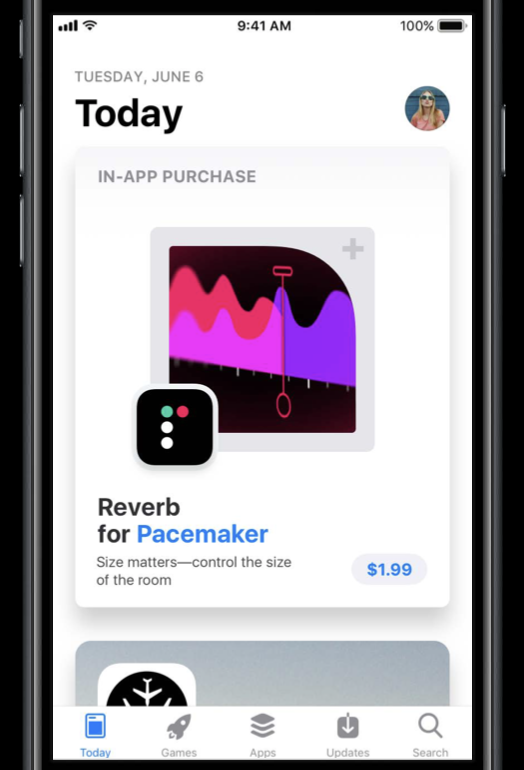 9:41 AM
100%
TUESDAY, JUNE 6
Today
IN-APP PURCHASE
Reverb
for Pacemaker
Size matters—control the size
of the room
$1.99
Today
Games
Apps
Updates
Search